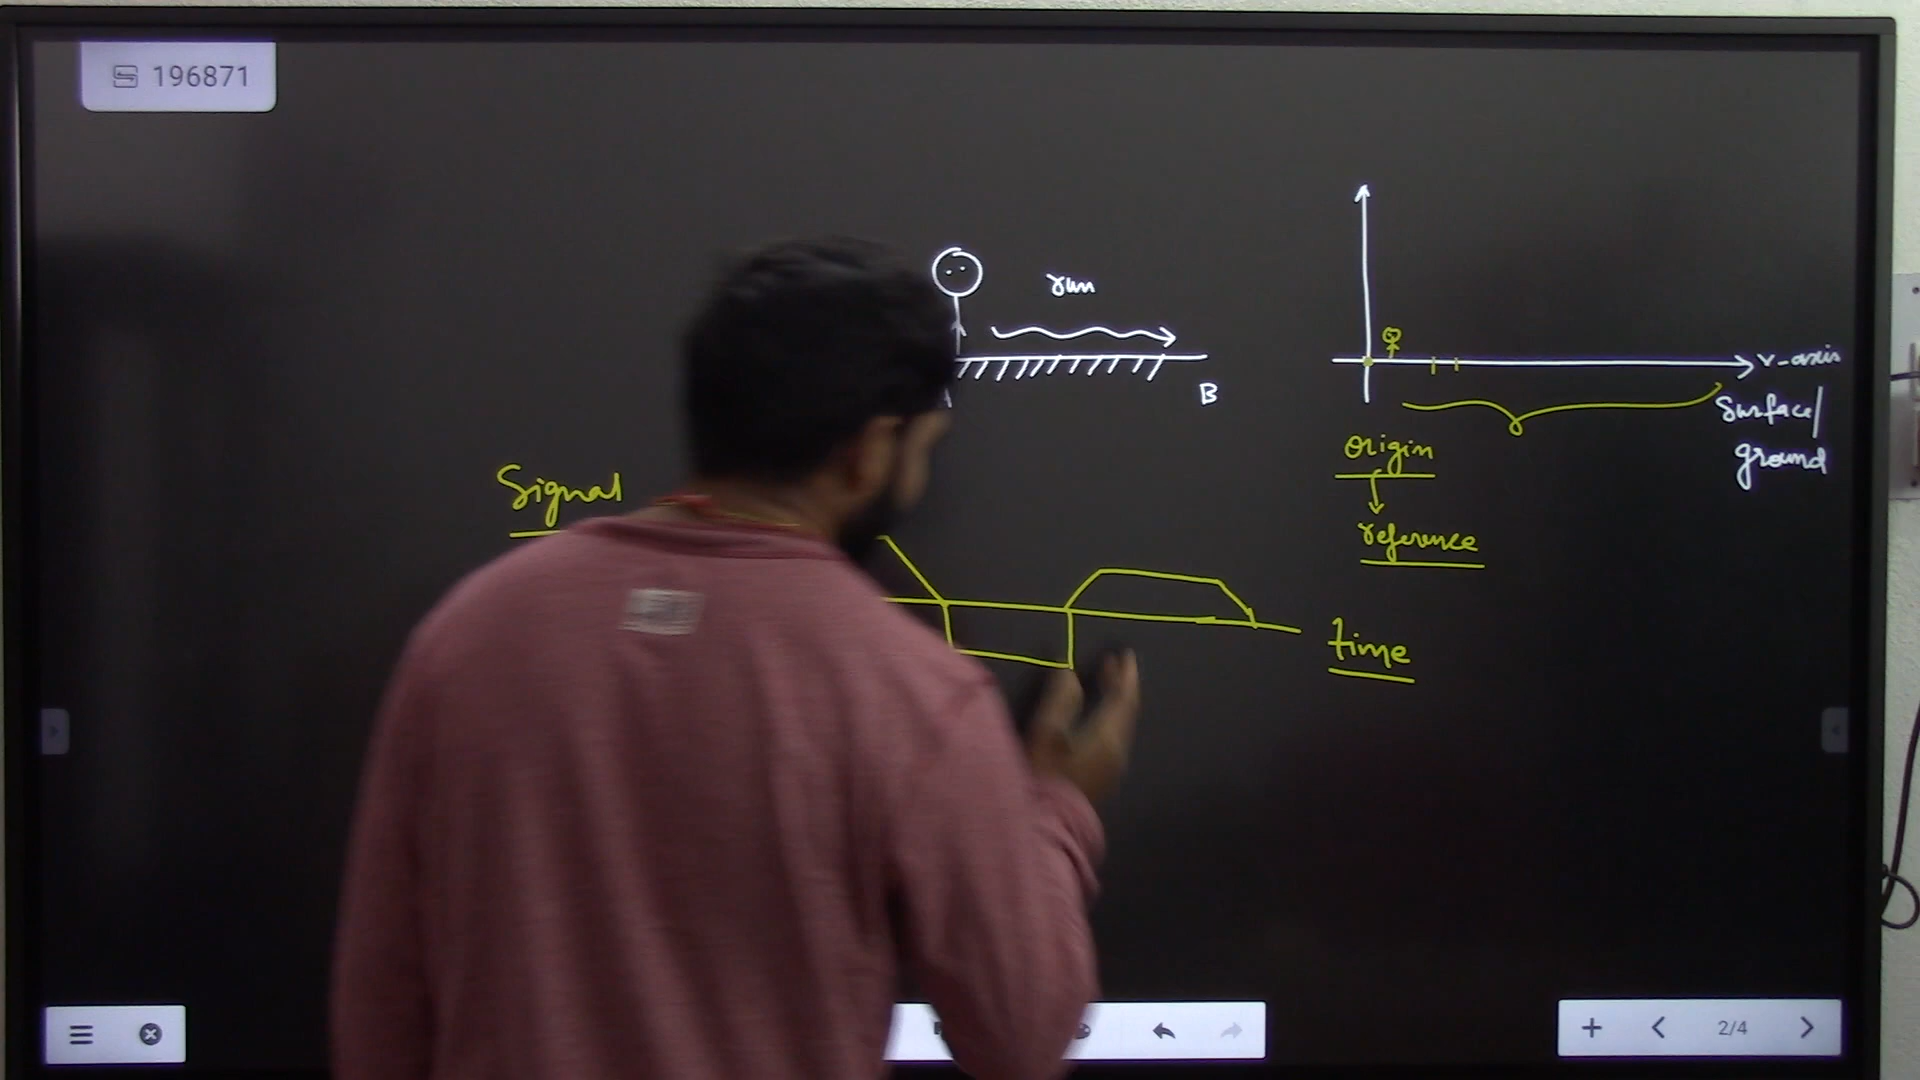 196871
run
B
x-axis
Surface/
ground
origin
reference
Signal
time
2/4